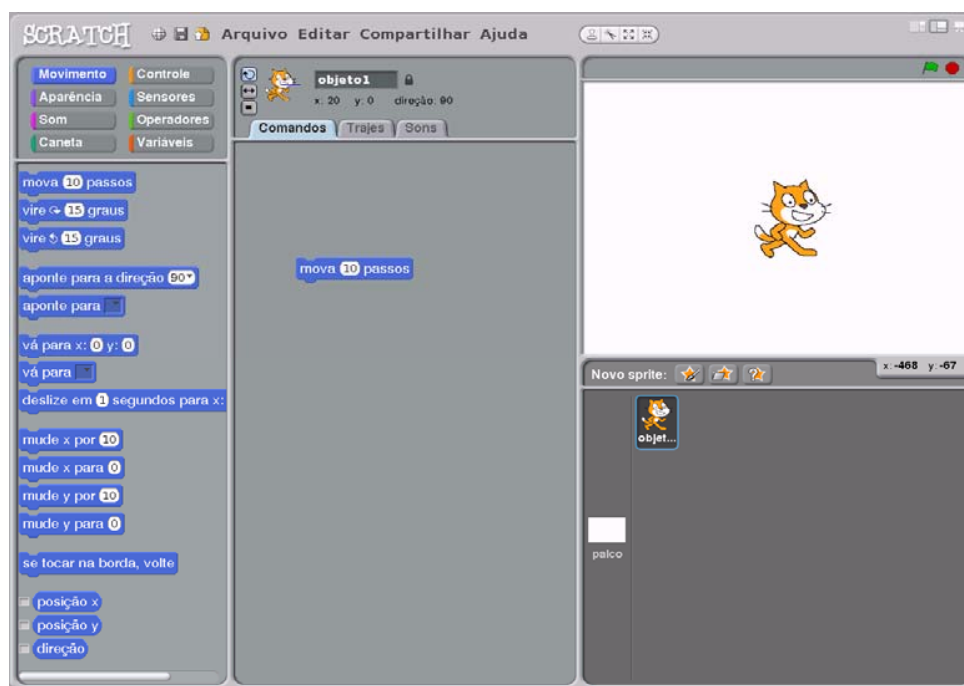 SCRATCH Arquivo Editar Compartilhar Ajuda
Movimento Controle
Aparência Sensores
Som Operadores
Caneta Variáveis
mova 10 passos
vire 15 graus
vire 15 graus
aponte para a direção 90
aponte para
vá para x: 0 y: 0
vá para
deslize em 1 segundos para x:
mude x por 10
mude x para 0
mude y por 10
mude y para 0
se tocar na borda, volte
posição x
posição y
direção
objeto1
x: 20 y: 0 direção: 90
Comandos Trajes Sons
mova 10 passos
Novo sprite:
x: -468 y: -67
objet...
palco